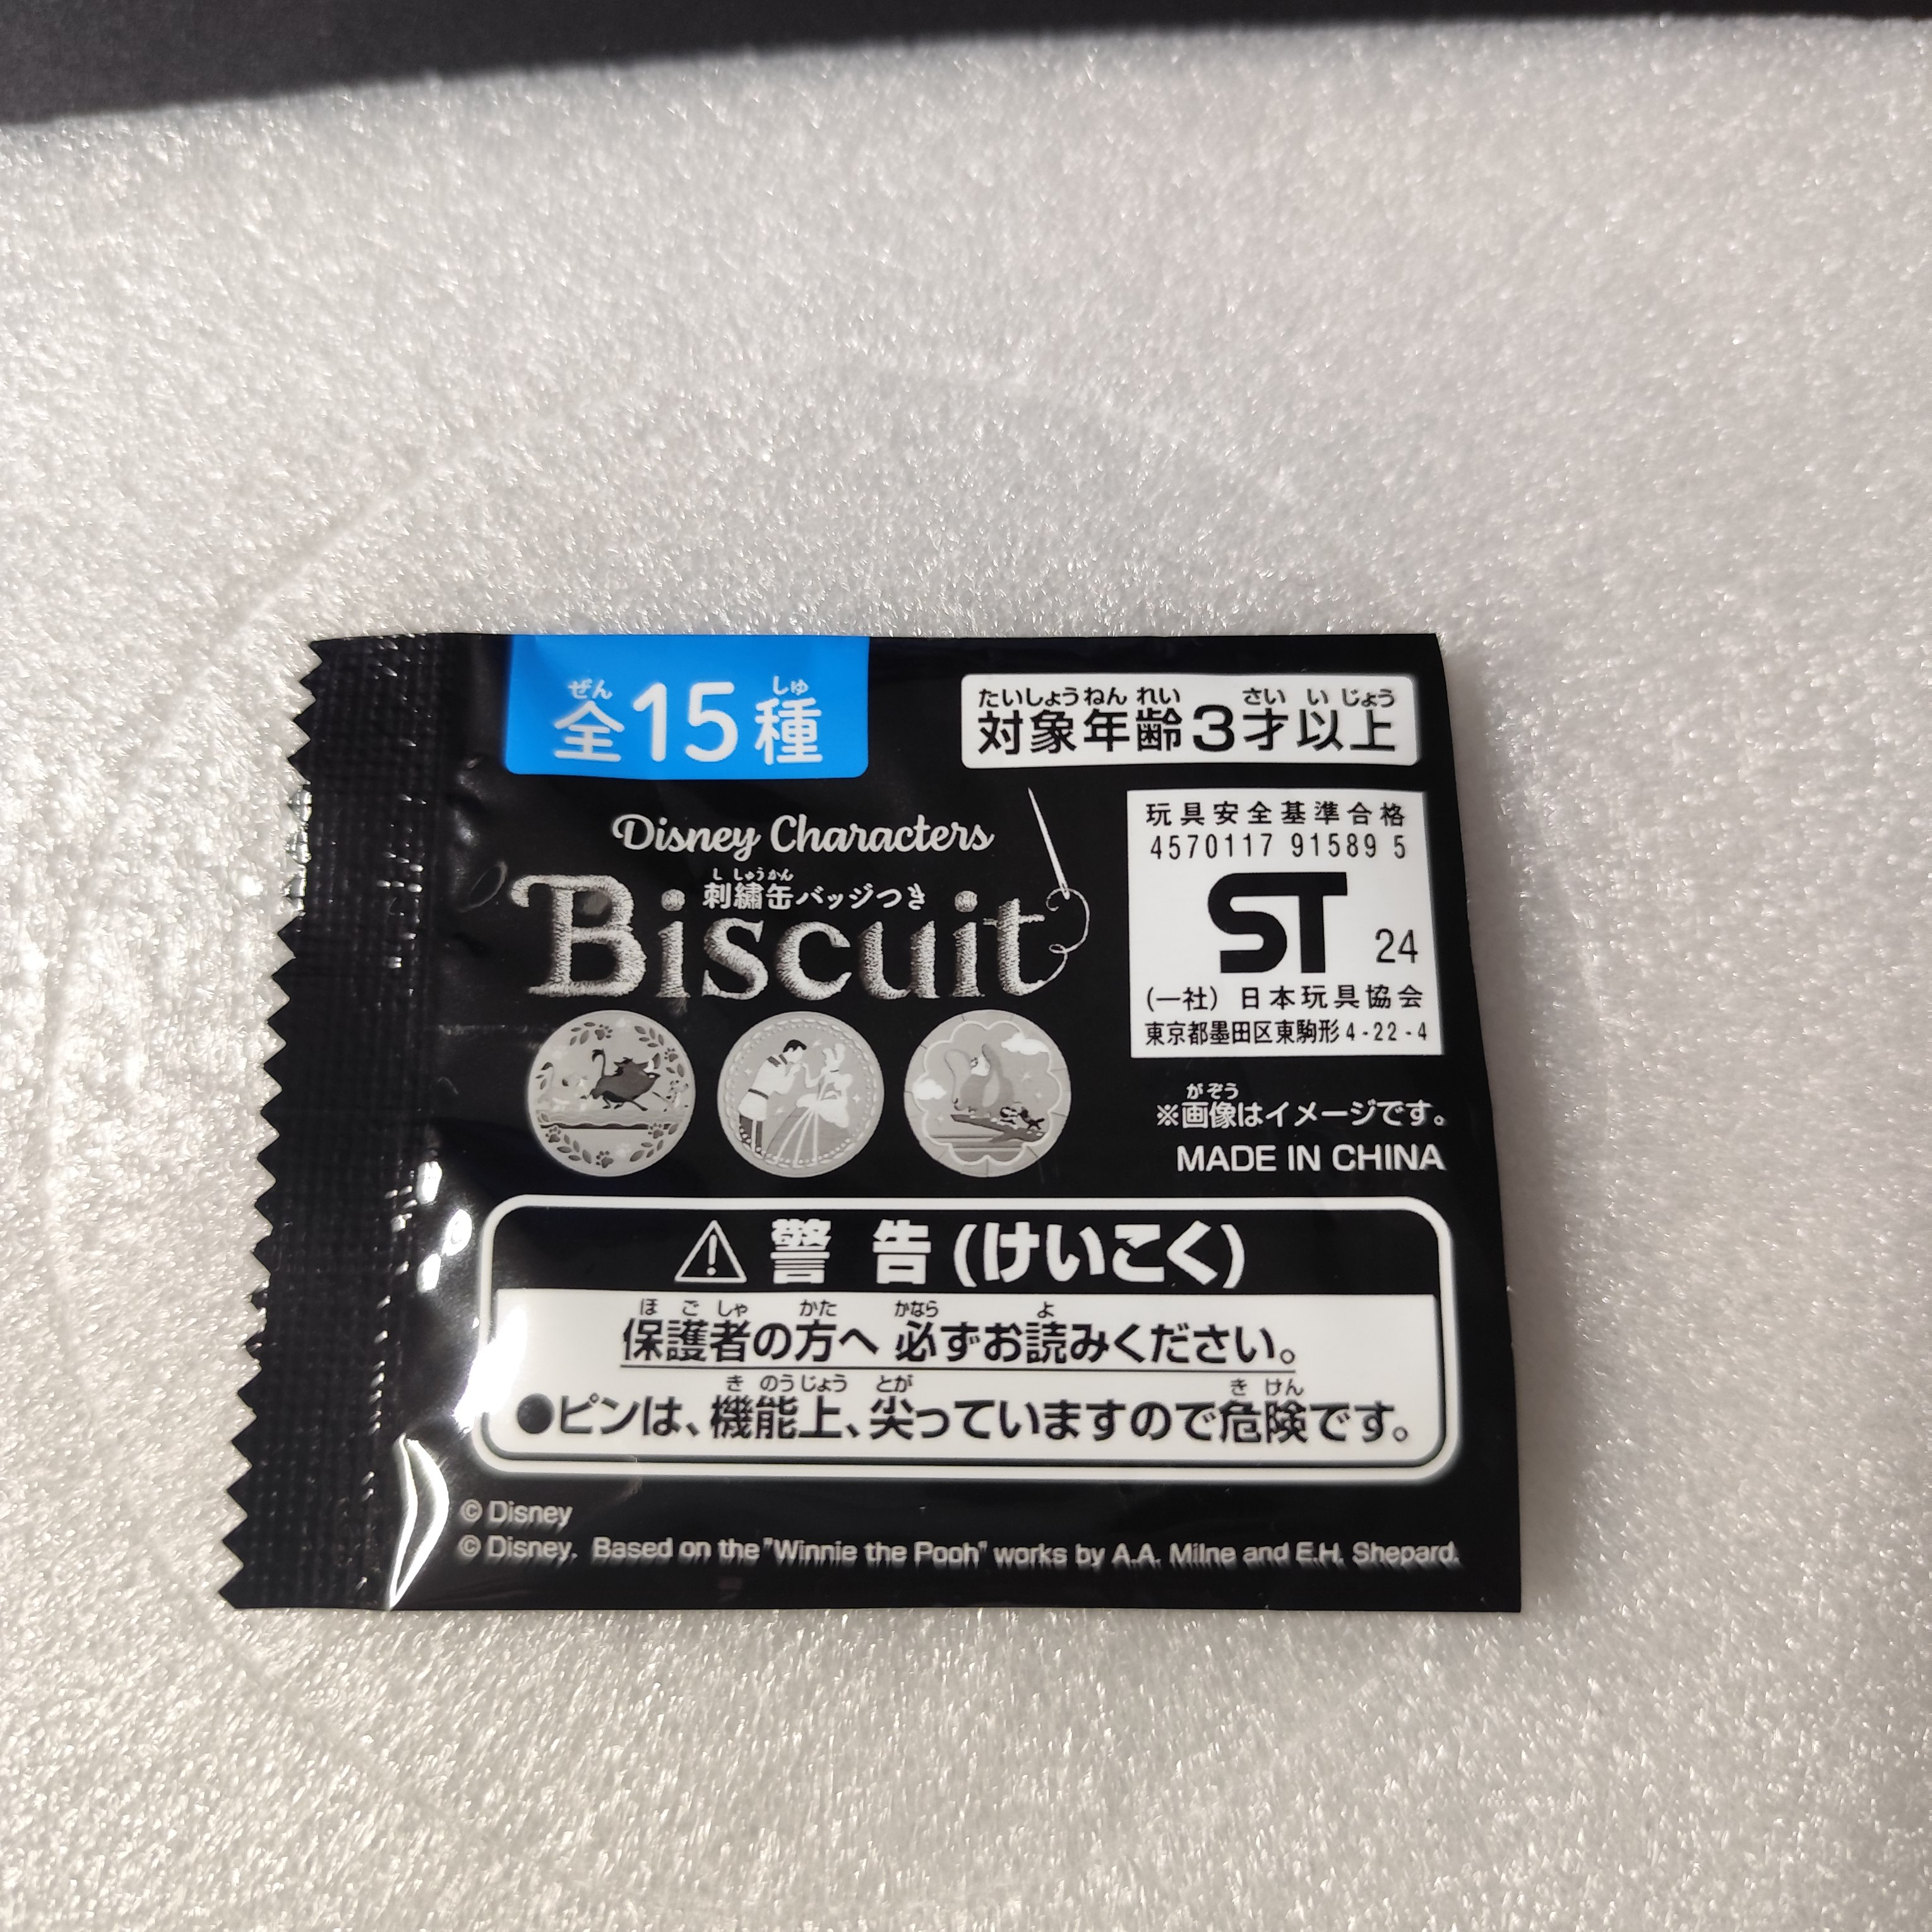 全15種
ぜん しゅ
対象年齢3才以上
たいしょうねんれい さいいじょう
Disney Characters
刺繍缶バッジつき
ししゅうかん
Biscuit
玩具安全基準合格
4570117 91589 5
ST 24
(一社) 日本玩具協会
東京都墨田区東駒形4-22-4
がぞう
※画像はイメージです。
MADE IN CHINA
警 告 (けいこく)
ほごしゃ かた かなら よ
保護者の方へ 必ずお読みください。
きのうじょう とが きけん
●ピンは、機能上、尖っていますので危険です。
© Disney
© Disney. Based on the "Winnie the Pooh" works by A.A. Milne and E.H. Shepard.